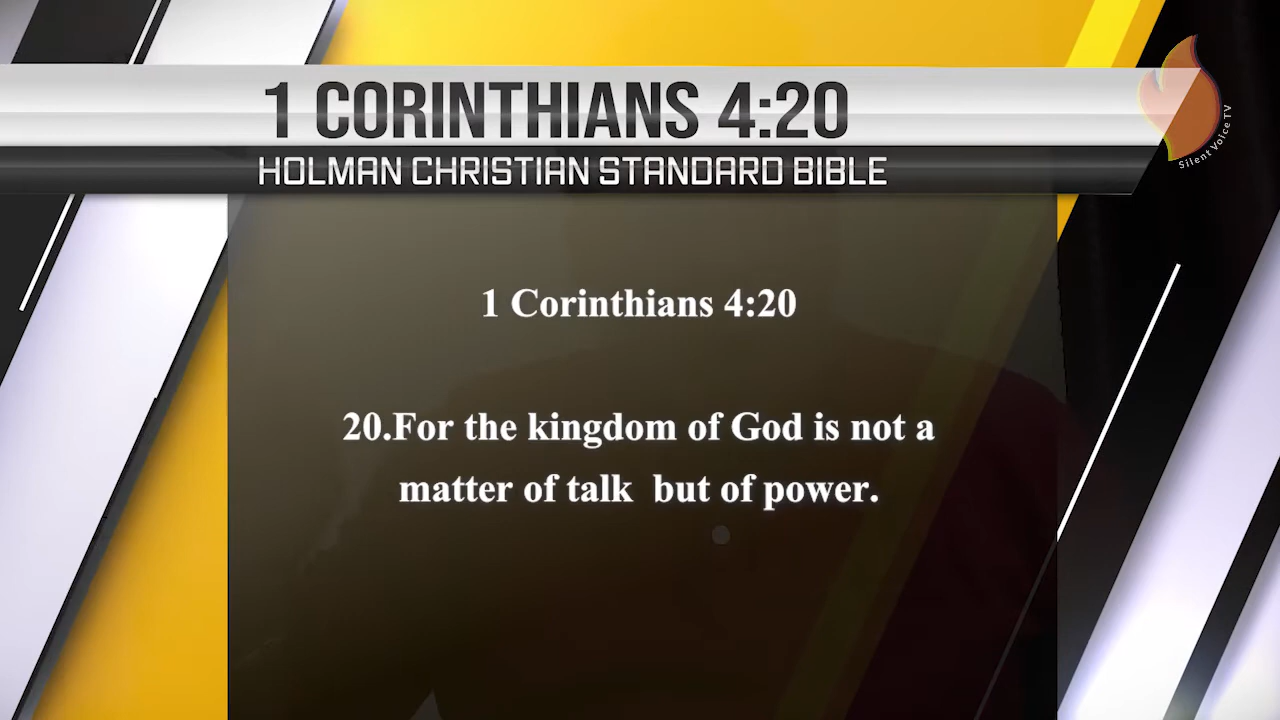 1 CORINTHIANS 4:20
HOLMAN CHRISTIAN STANDARD BIBLE
Silent Voice TV
1 Corinthians 4:20
20.For the kingdom of God is not a
matter of talk  but of power.